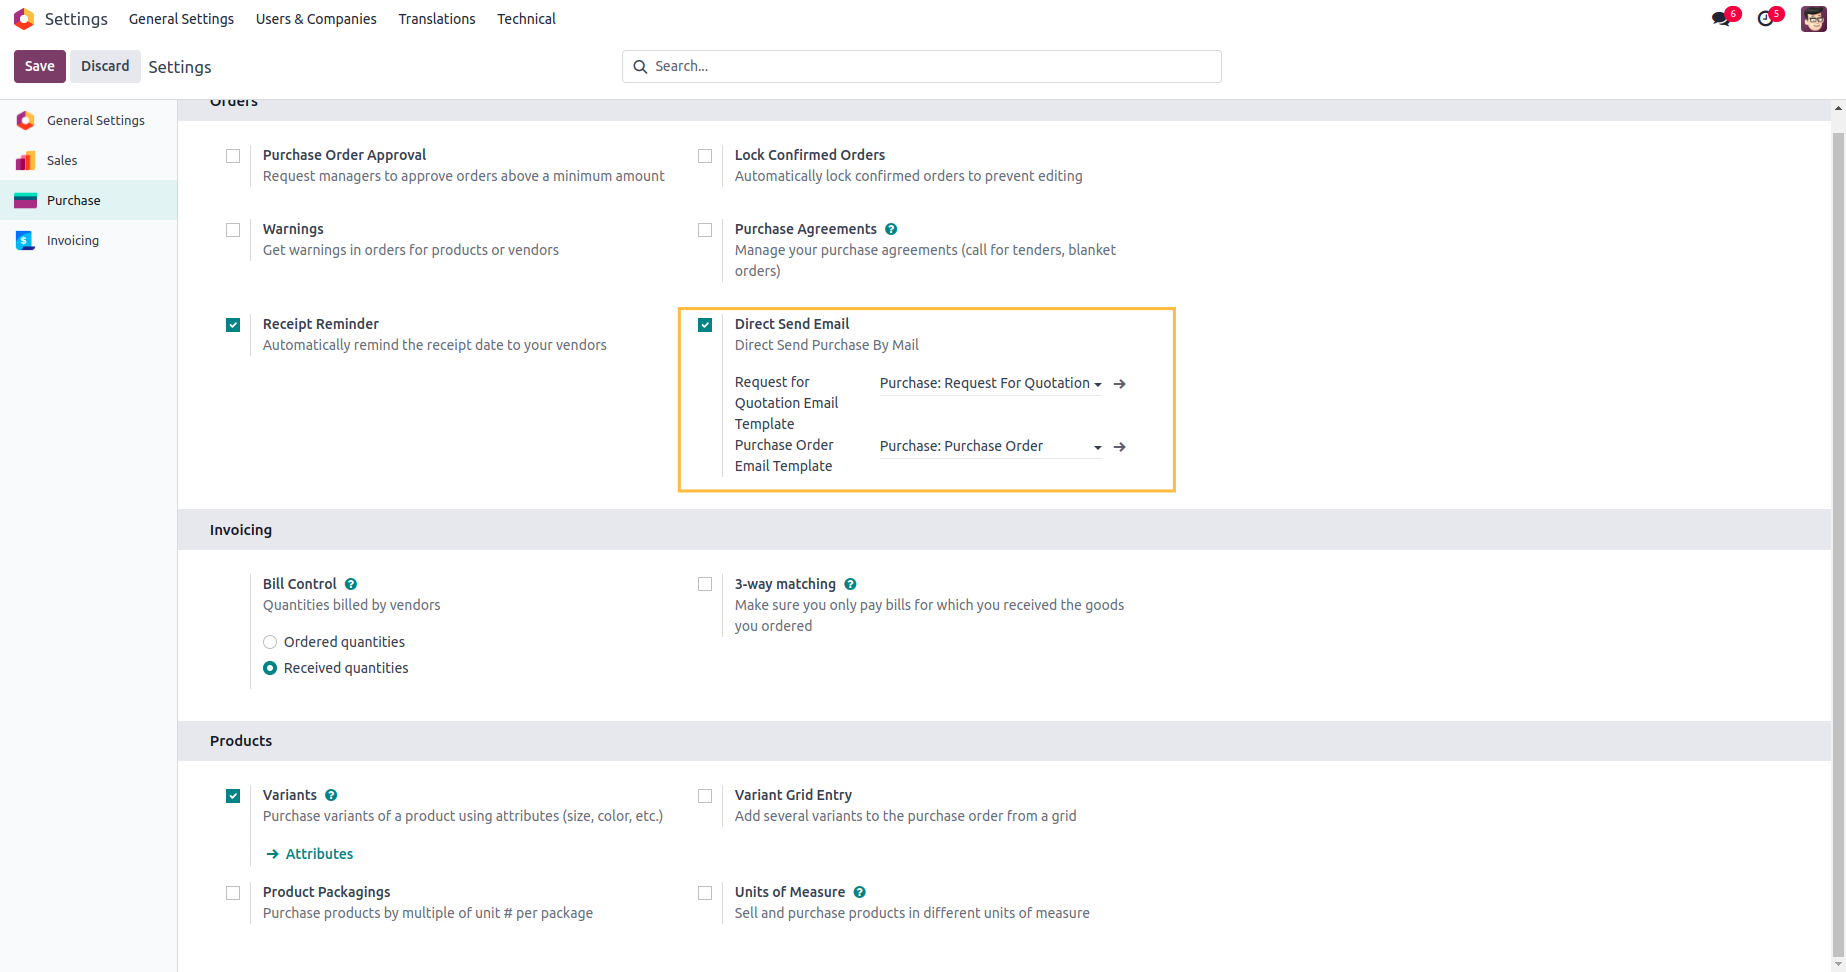 Settings General Settings Users & Companies Translations Technical 6 5
Save Discard Settings Search...
General Settings
Sales
Purchase
Invoicing
Orders
Purchase Order Approval
Request managers to approve orders above a minimum amount
Lock Confirmed Orders
Automatically lock confirmed orders to prevent editing
Warnings
Get warnings in orders for products or vendors
Purchase Agreements ?
Manage your purchase agreements (call for tenders, blanket
orders)
Receipt Reminder
Automatically remind the receipt date to your vendors
Direct Send Email
Direct Send Purchase By Mail
Request for
Quotation Email
Template
Purchase: Request For Quotation
Purchase Order
Email Template
Purchase: Purchase Order
Invoicing
Bill Control ?
Quantities billed by vendors
Ordered quantities
Received quantities
3-way matching ?
Make sure you only pay bills for which you received the goods
you ordered
Products
Variants ?
Purchase variants of a product using attributes (size, color, etc.)
Attributes
Variant Grid Entry
Add several variants to the purchase order from a grid
Product Packagings
Purchase products by multiple of unit # per package
Units of Measure ?
Sell and purchase products in different units of measure